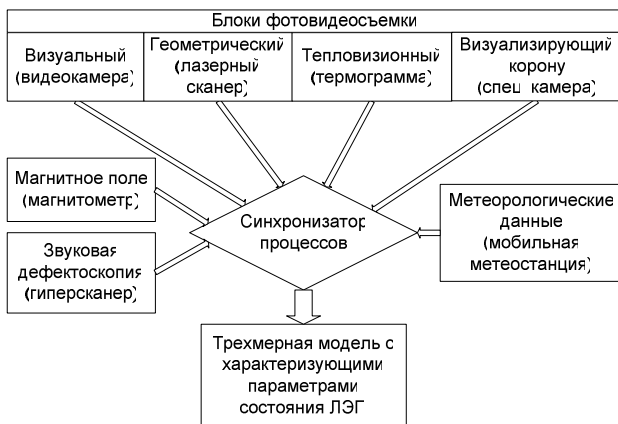 Блоки фотовидеосъемки
Визуальный
(видеокамера)
Геометрический
(лазерный
сканер)
Тепловизионный
(термограмма)
Визуализирующий
корону
(спец камера)
Магнитное поле
(магнитометр)
Звуковая
дефектоскопия
(гиперсканер)
Синхронизатор
процессов
Метеорологические
данные
(мобильная
метеостанция)
Трехмерная модель с
характеризующими
параметрами
состояния ЛЭГ